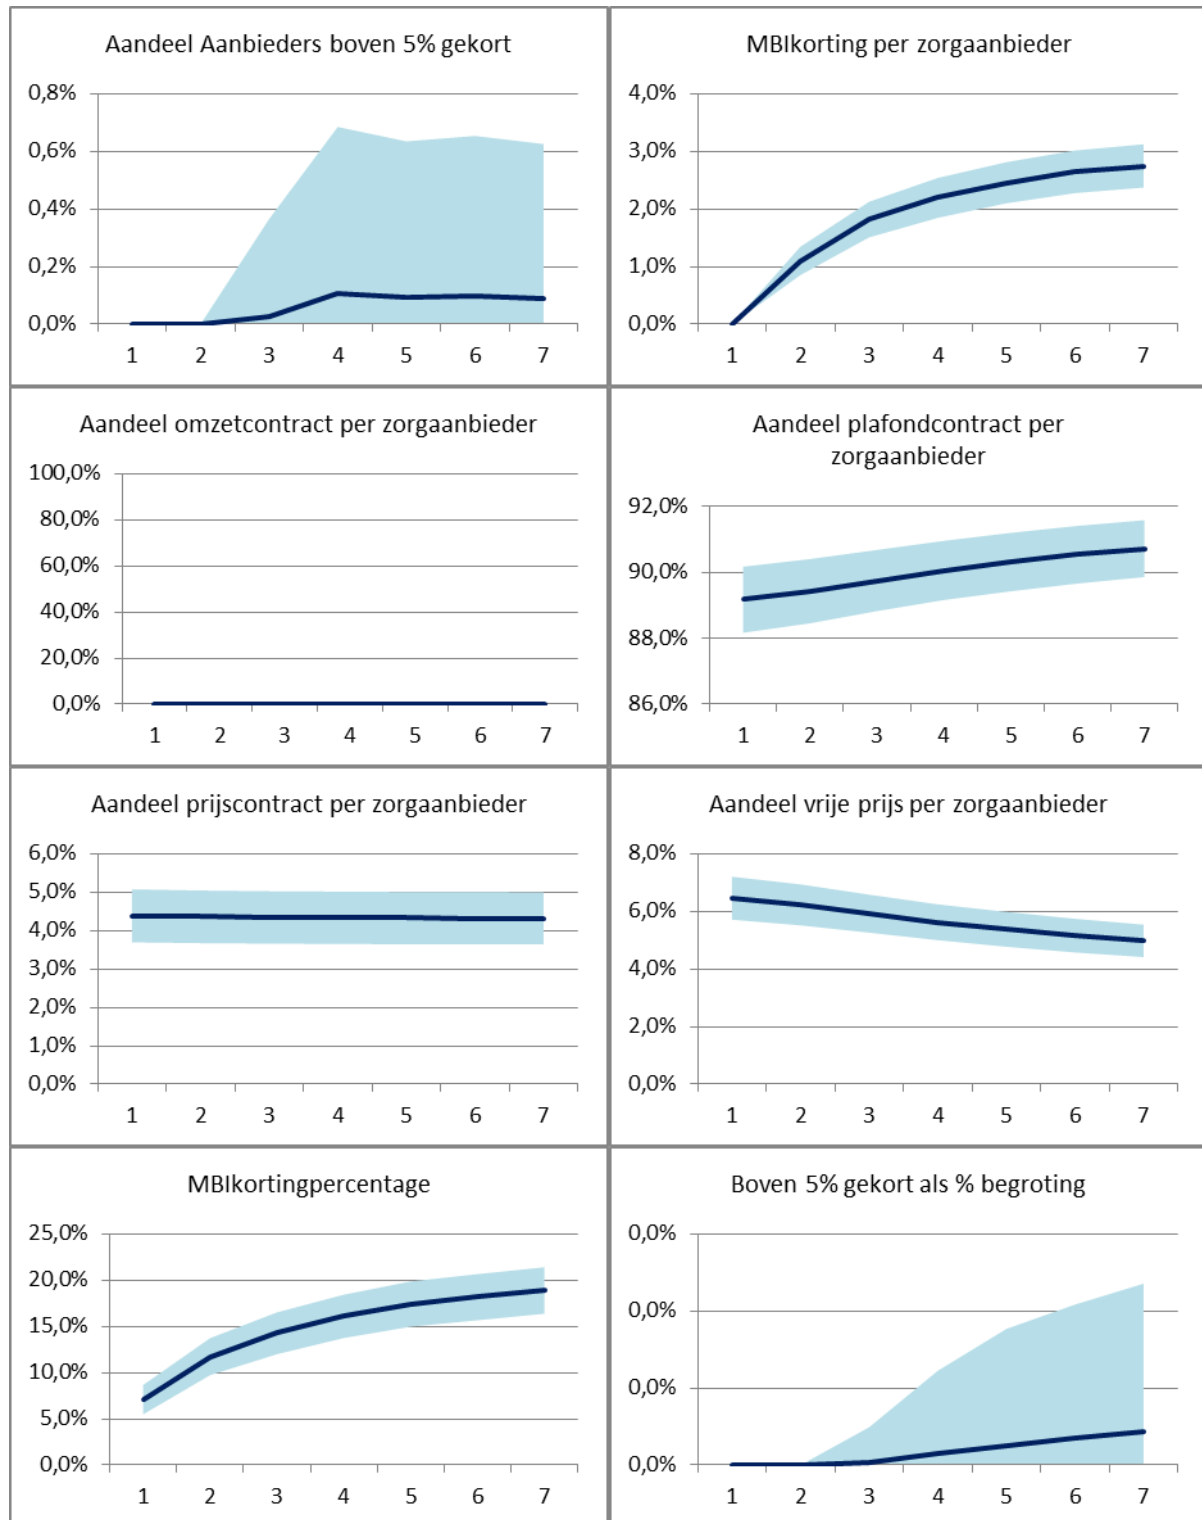 Aandeel Aanbieders boven 5% gekort
0,8%
0,6%
0,4%
0,2%
0,0%
1 2 3 4 5 6 7
MBIkorting per zorgaanbieder
4,0%
3,0%
2,0%
1,0%
0,0%
1 2 3 4 5 6 7
Aandeel omzetcontract per zorgaanbieder
100,0%
80,0%
60,0%
40,0%
20,0%
0,0%
1 2 3 4 5 6 7
Aandeel plafondcontract per
zorgaanbieder
92,0%
90,0%
88,0%
86,0%
1 2 3 4 5 6 7
Aandeel prijscontract per zorgaanbieder
6,0%
5,0%
4,0%
3,0%
2,0%
1,0%
0,0%
1 2 3 4 5 6 7
Aandeel vrije prijs per zorgaanbieder
8,0%
6,0%
4,0%
2,0%
0,0%
1 2 3 4 5 6 7
MBIkortingpercentage
25,0%
20,0%
15,0%
10,0%
5,0%
0,0%
1 2 3 4 5 6 7
Boven 5% gekort als % begroting
0,0%
0,0%
0,0%
0,0%
1 2 3 4 5 6 7